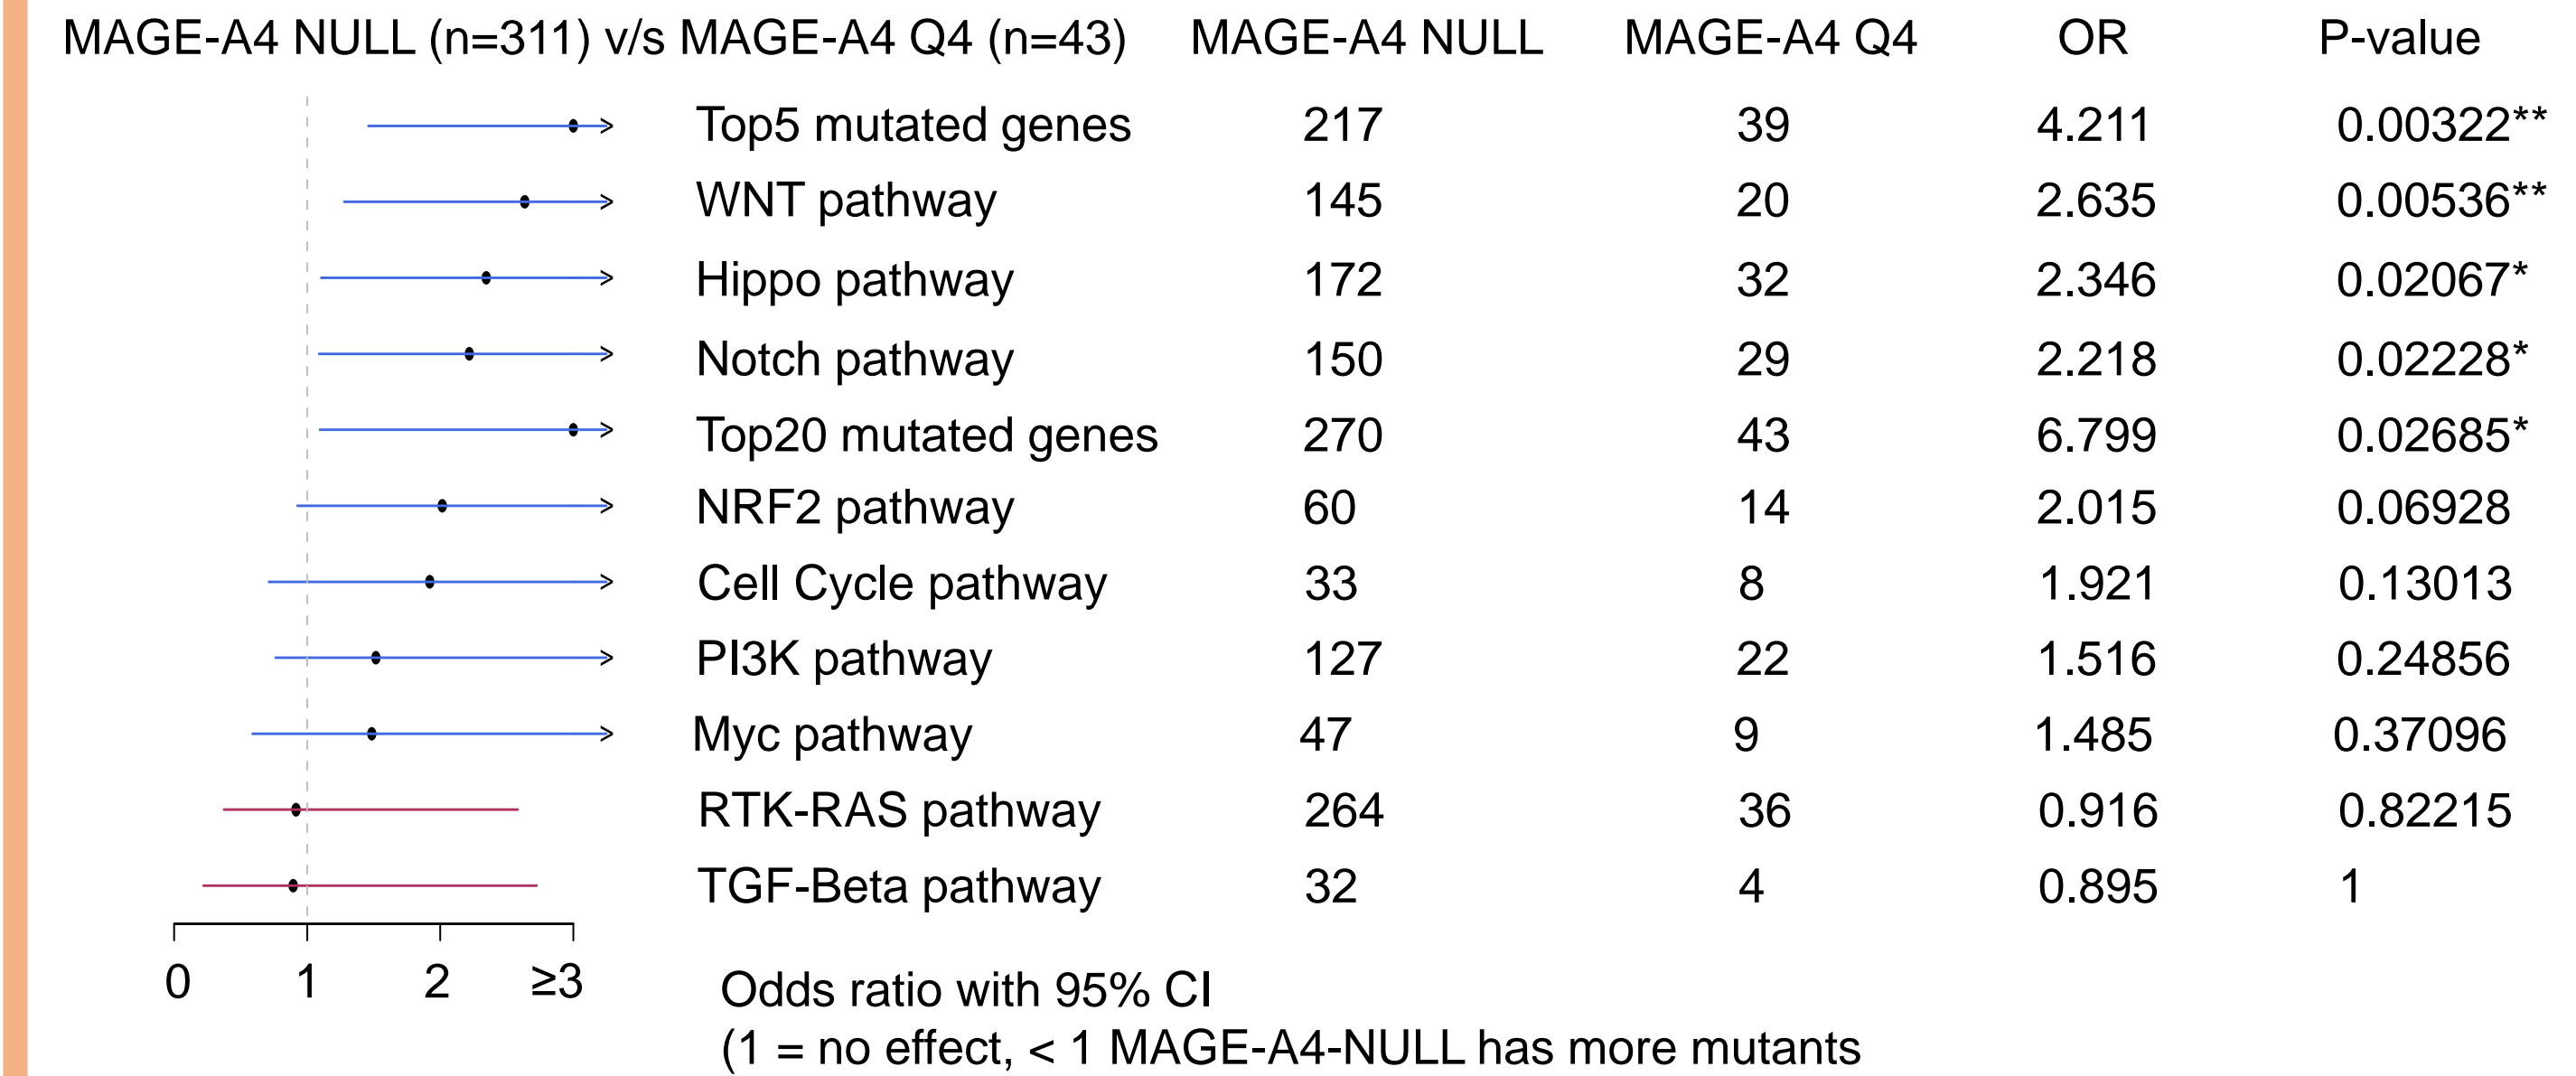 MAGE-A4 NULL (n=311) v/s MAGE-A4 Q4 (n=43) MAGE-A4 NULL MAGE-A4 Q4 OR P-value
> Top5 mutated genes 217 39 4.211 0.00322**
> WNT pathway 145 20 2.635 0.00536**
> Hippo pathway 172 32 2.346 0.02067*
> Notch pathway 150 29 2.218 0.02228*
> Top20 mutated genes 270 43 6.799 0.02685*
> NRF2 pathway 60 14 2.015 0.06928
> Cell Cycle pathway 33 8 1.921 0.13013
> PI3K pathway 127 22 1.516 0.24856
> Myc pathway 47 9 1.485 0.37096
RTK-RAS pathway 264 36 0.916 0.82215
TGF-Beta pathway 32 4 0.895 1
0 1 2 ≥3
Odds ratio with 95% CI
(1 = no effect, < 1 MAGE-A4-NULL has more mutants